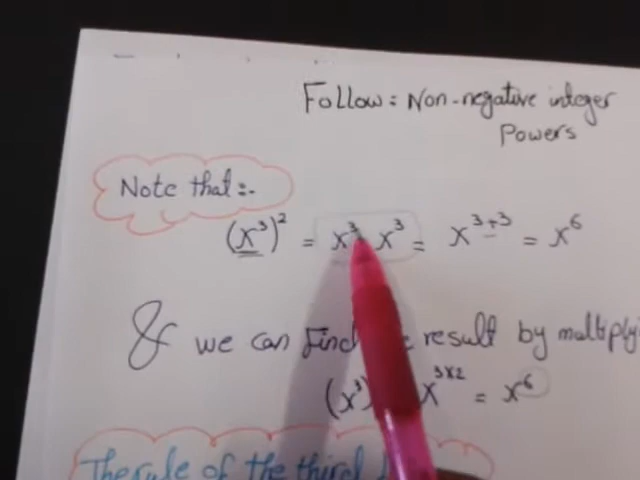 Follow: Non-negative integer
Powers
Note that:-
(x³)² = x³ x³ = x³⁺³ = x⁶
& we can find result by
(x³) x³ˣ² = x⁶
The rule of the third